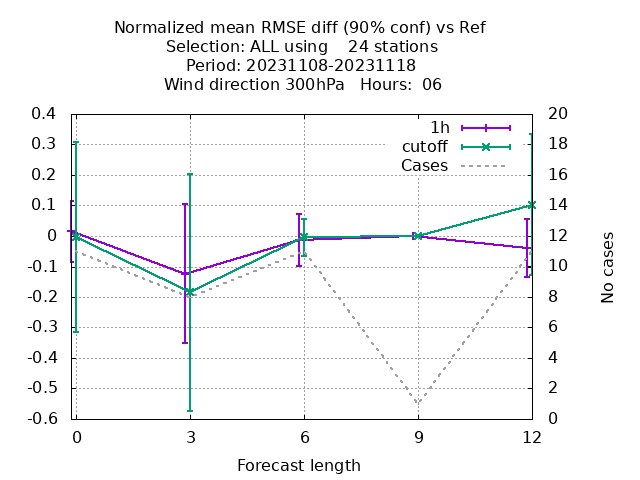 Normalized mean RMSE diff (90% conf) vs Ref
Selection: ALL using    24 stations
Period: 20231108-20231118
Wind direction 300hPa   Hours:  06
1h
cutoff
Cases
0.4
0.3
0.2
0.1
0
-0.1
-0.2
-0.3
-0.4
-0.5
-0.6
20
18
16
14
12
10
8
6
4
2
0
No cases
0 3 6 9 12
Forecast length